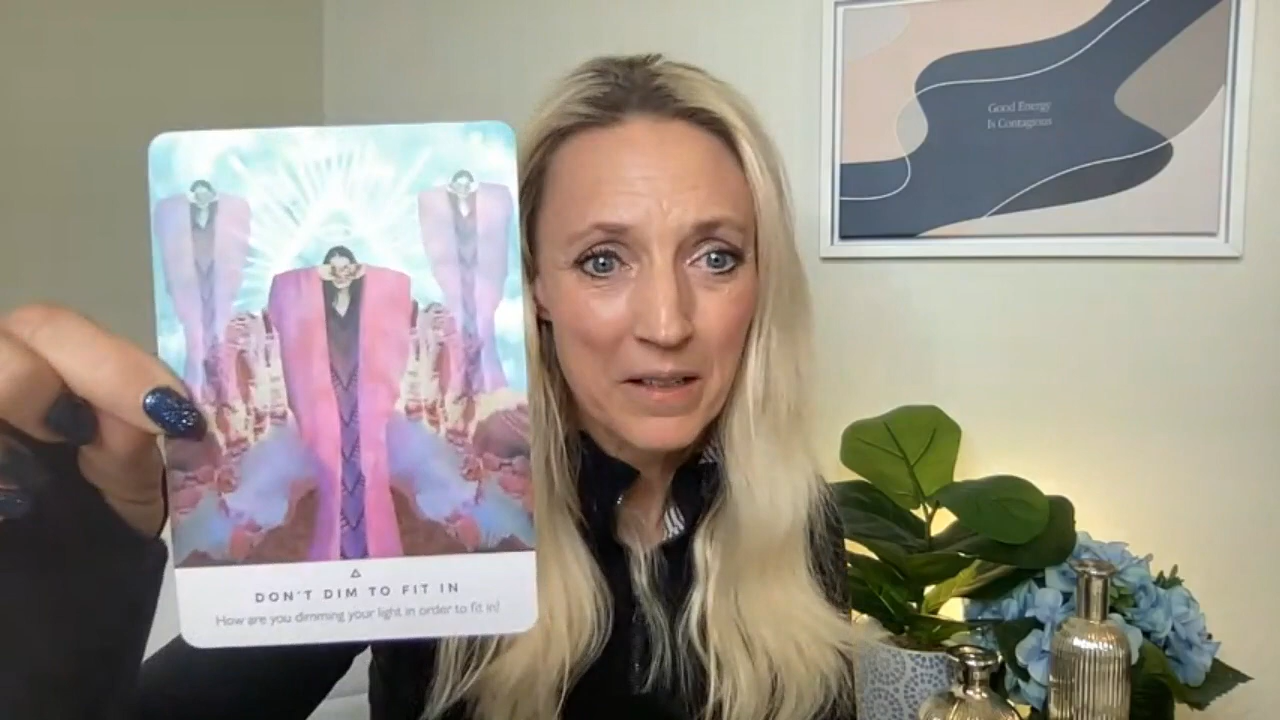 DON'T DIM TO FIT IN
How are you dimming your light in order to fit in?
Good Energy
Is Contagious